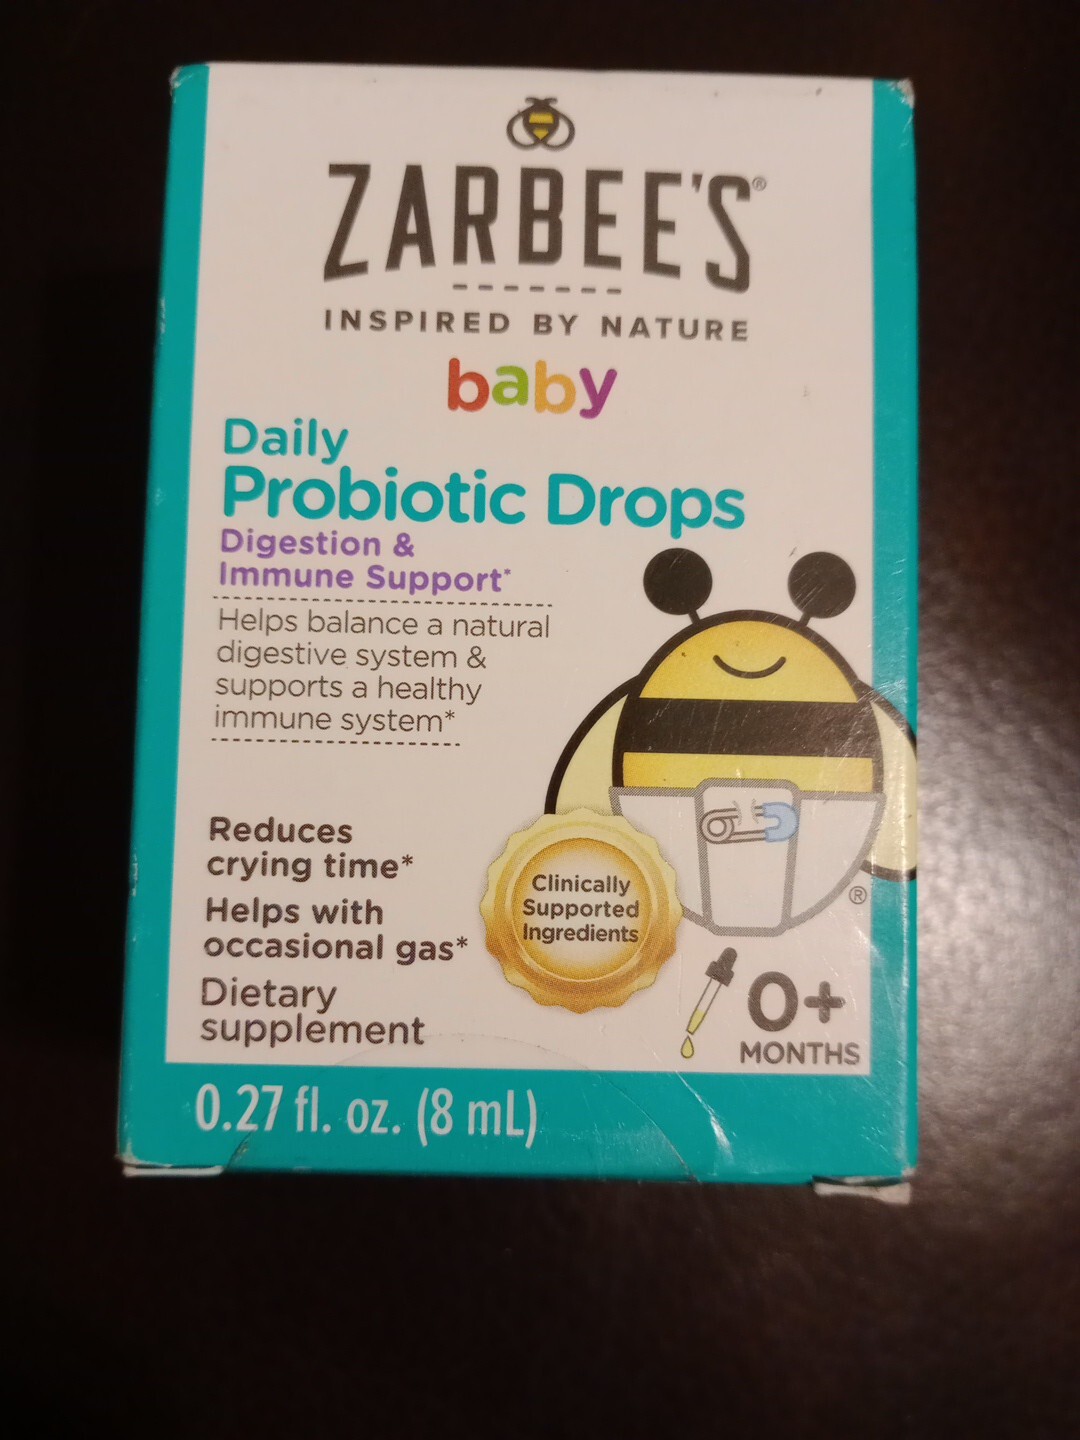 ZARBEE'S®
INSPIRED BY NATURE
baby
Daily
Probiotic Drops
Digestion &
Immune Support*
Helps balance a natural
digestive system &
supports a healthy
immune system*
Reduces
crying time*
Helps with
occasional gas*
Dietary
supplement
Clinically
Supported
Ingredients
®
0+
MONTHS
0.27 fl. oz. (8 mL)